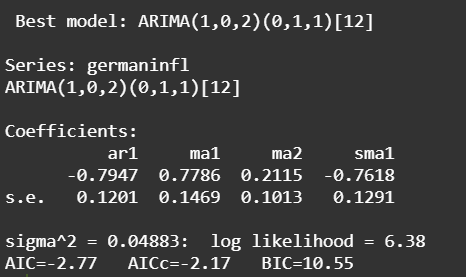 Best model: ARIMA(1,0,2)(0,1,1)[12]
Series: germaninfl
ARIMA(1,0,2)(0,1,1)[12]
Coefficients:
ar1 ma1 ma2 sma1
-0.7947 0.7786 0.2115 -0.7618
s.e. 0.1201 0.1469 0.1013 0.1291
sigma^2 = 0.04883: log likelihood = 6.38
AIC=-2.77 AICc=-2.17 BIC=10.55